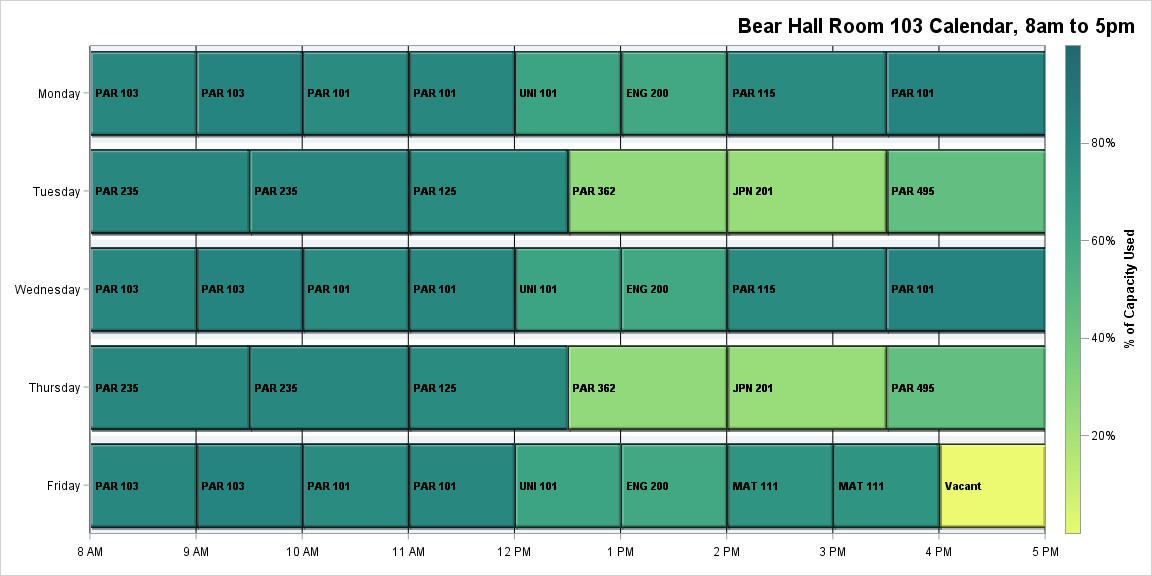 Bear Hall Room 103 Calendar, 8am to 5pm
Monday PAR 103 PAR 103 PAR 101 PAR 101 UNI 101 ENG 200 PAR 115 PAR 101
Tuesday PAR 235 PAR 235 PAR 125 PAR 362 JPN 201 PAR 495
Wednesday PAR 103 PAR 103 PAR 101 PAR 101 UNI 101 ENG 200 PAR 115 PAR 101
Thursday PAR 235 PAR 235 PAR 125 PAR 362 JPN 201 PAR 495
Friday PAR 103 PAR 103 PAR 101 PAR 101 UNI 101 ENG 200 MAT 111 MAT 111 Vacant
8 AM 9 AM 10 AM 11 AM 12 PM 1 PM 2 PM 3 PM 4 PM 5 PM
80%
60%
40%
20%
% of Capacity Used